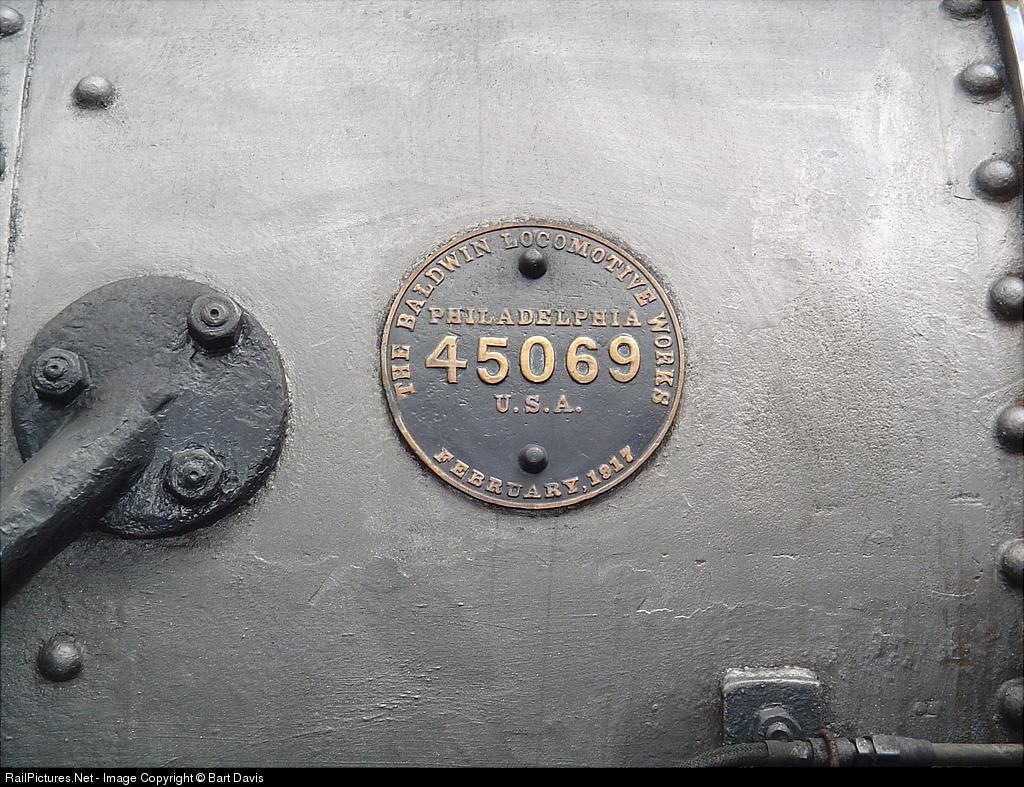 THE BALDWIN LOCOMOTIVE WORKS
PHILADELPHIA
45069
U.S.A.
FEBRUARY, 1917
RailPictures.Net - Image Copyright © Bart Davis